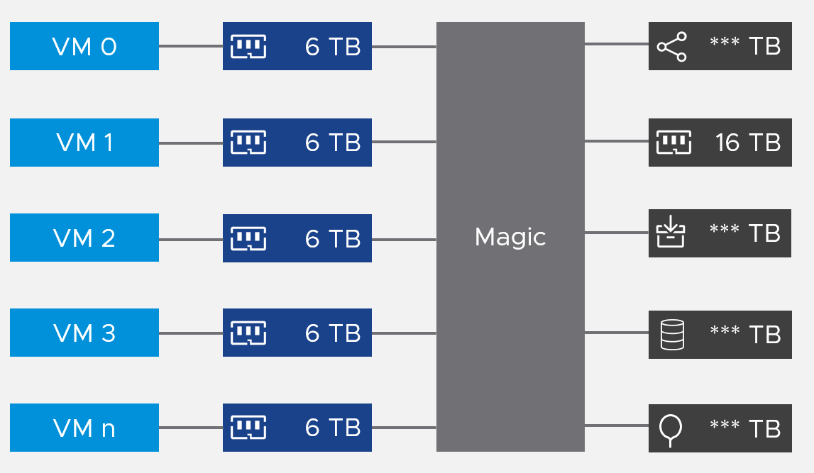 VM 0 6 TB *** TB
VM 1 6 TB 16 TB
Magic
VM 2 6 TB *** TB
VM 3 6 TB *** TB
VM n 6 TB *** TB